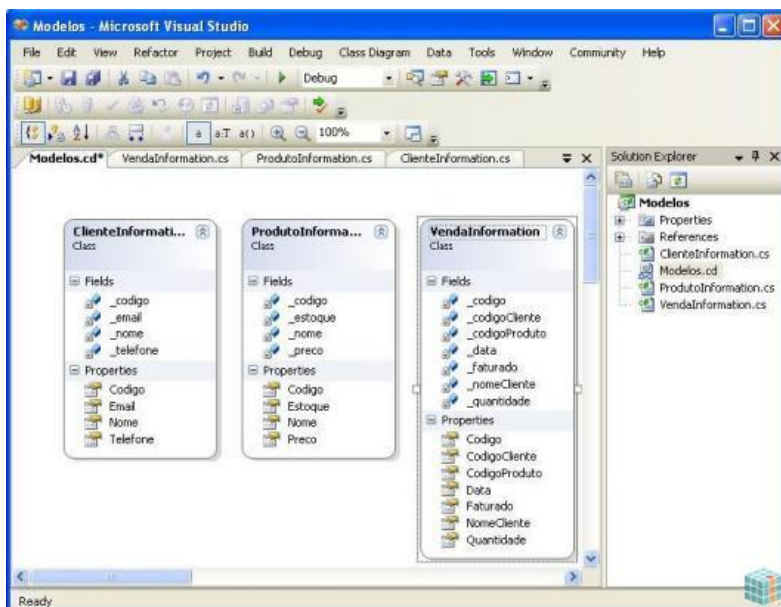 Modelos - Microsoft Visual Studio
File Edit View Refactor Project Build Debug Class Diagram Data Tools Window Community Help
Debug
a a:T a() 100%
Modelos.cd* VendaInformation.cs ProdutoInformation.cs ClienteInformation.cs
ClienteInformati...
Class
Fields
_codigo
_email
_nome
_telefone
Properties
Codigo
Email
Nome
Telefone
ProdutoInforma...
Class
Fields
_codigo
_estoque
_nome
_preco
Properties
Codigo
Estoque
Nome
Preco
VendaInformation
Class
Fields
_codigo
_codigoCliente
_codigoProduto
_data
_faturado
_nomeCliente
_quantidade
Properties
Codigo
CodigoCliente
CodigoProduto
Data
Faturado
NomeCliente
Quantidade
Solution Explorer
Modelos
Properties
References
ClienteInformation.cs
Modelos.cd
ProdutoInformation.cs
VendaInformation.cs
Ready